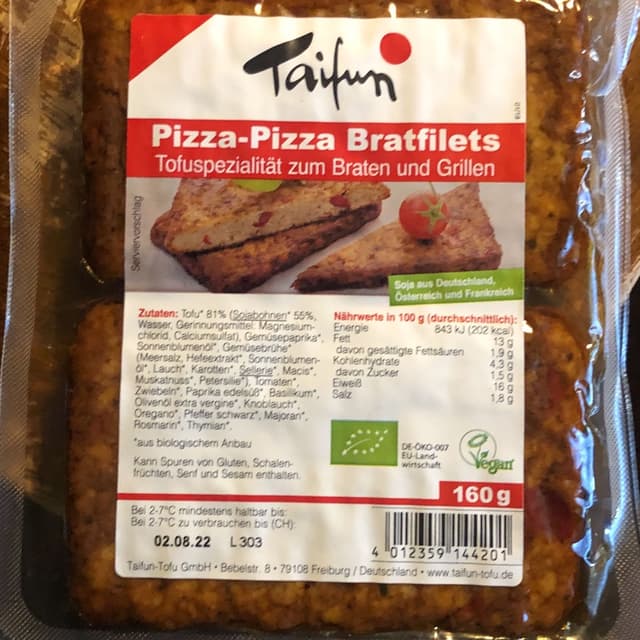 Taifun
01/19
Pizza-Pizza Bratfilets
Tofuspezialität zum Braten und Grillen
Serviervorschlag
Soja aus Deutschland,
Österreich und Frankreich
Zutaten: Tofu* 81% (Sojabohnen* 55%,
Wasser, Gerinnungsmittel: Magnesium-
chlorid, Calciumsulfat), Gemüsepaprika*,
Sonnenblumenöl*, Gemüsebrühe*
(Meersalz, Hefeextrakt*, Sonnenblumen-
öl*, Lauch*, Karotten*, Sellerie*, Macis*,
Muskatnuss*, Petersilie*), Tomaten*,
Zwiebeln*, Paprika edelsüß*, Basilikum*,
Olivenöl extra vergine*, Knoblauch*,
Oregano*, Pfeffer schwarz*, Majoran*,
Rosmarin*, Thymian*.
*aus biologischem Anbau
Kann Spuren von Gluten, Schalen-
früchten, Senf und Sesam enthalten.
Nährwerte in 100 g (durchschnittlich):
Energie 843 kJ (202 kcal)
Fett 13 g
davon gesättigte Fettsäuren 1,9 g
Kohlenhydrate 4,3 g
davon Zucker 1,5 g
Eiweiß 16 g
Salz 1,8 g
DE-ÖKO-007
EU-Land-
wirtschaft
Vegan
160 g
Bei 2-7°C mindestens haltbar bis:
Bei 2-7°C zu verbrauchen bis (CH):
02.08.22 L303
4 012359 144201
Taifun-Tofu GmbH • Bebelstr. 8 • 79108 Freiburg / Deutschland • www.taifun-tofu.de